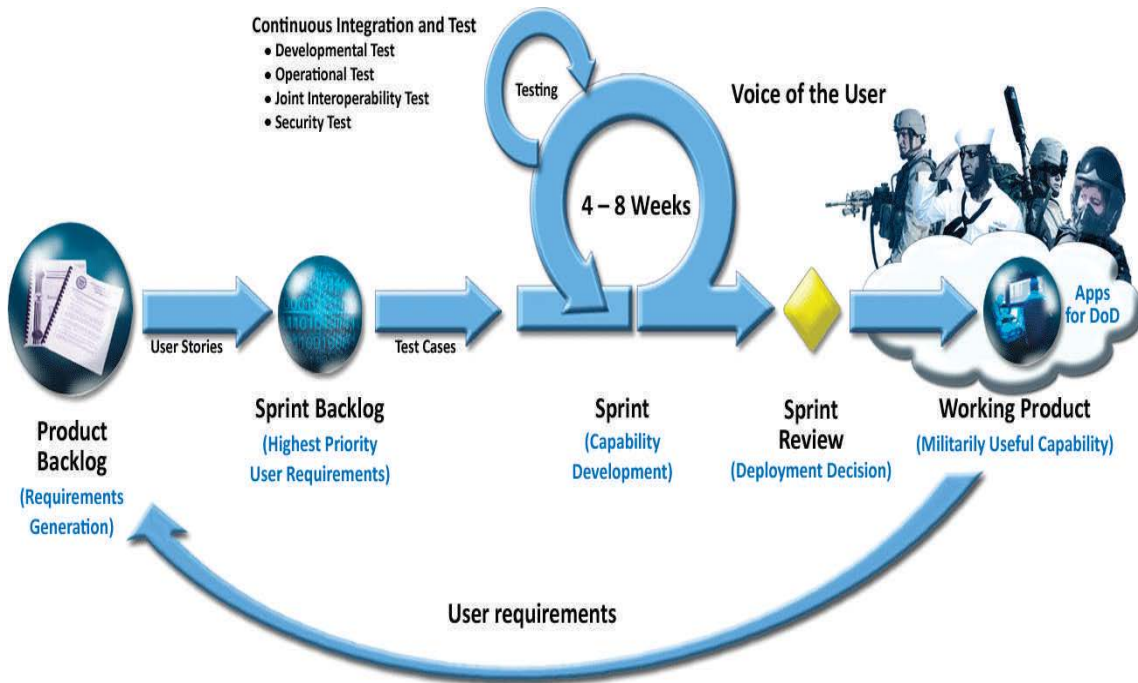 Continuous Integration and Test
• Developmental Test
• Operational Test
• Joint Interoperability Test
• Security Test
Testing
Voice of the User
4 – 8 Weeks
User Stories
Test Cases
Apps
for DoD
Product
Backlog
(Requirements
Generation)
Sprint Backlog
(Highest Priority
User Requirements)
Sprint
(Capability
Development)
Sprint
Review
(Deployment Decision)
Working Product
(Militarily Useful Capability)
User requirements